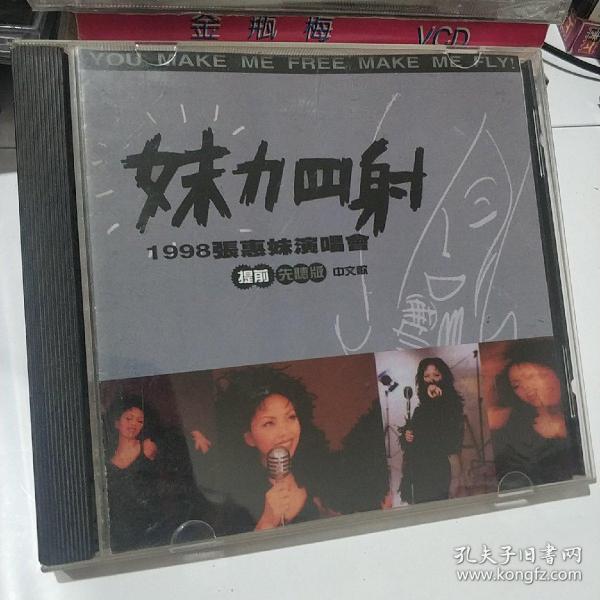 金瓶梅 VCD
YOU MAKE ME FREE MAKE ME FLY!
妹力四射
1998張惠妹演唱會
提前 先聽版 中文歌
孔夫子旧書网
www.kongfz.com